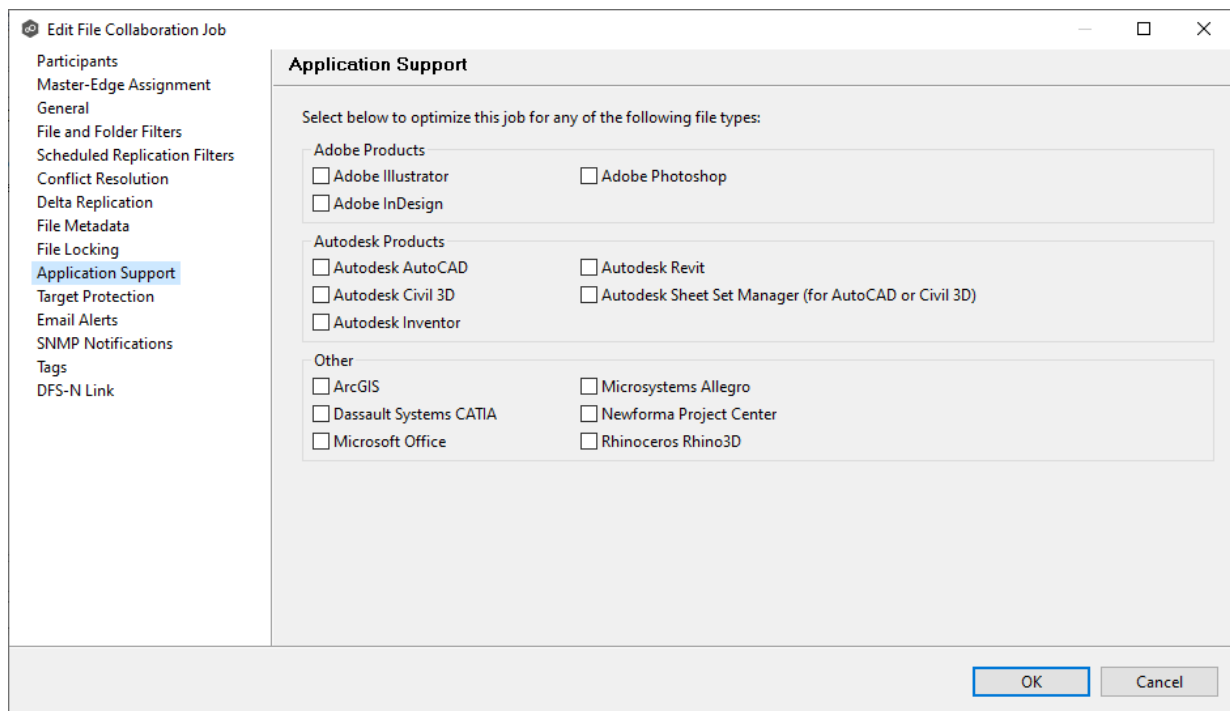 Edit File Collaboration Job
Participants
Master-Edge Assignment
General
File and Folder Filters
Scheduled Replication Filters
Conflict Resolution
Delta Replication
File Metadata
File Locking
Application Support
Target Protection
Email Alerts
SNMP Notifications
Tags
DFS-N Link
Application Support
Select below to optimize this job for any of the following file types:
Adobe Products
Adobe Illustrator
Adobe Photoshop
Adobe InDesign
Autodesk Products
Autodesk AutoCAD
Autodesk Revit
Autodesk Civil 3D
Autodesk Sheet Set Manager (for AutoCAD or Civil 3D)
Autodesk Inventor
Other
ArcGIS
Microsystems Allegro
Dassault Systems CATIA
Newforma Project Center
Microsoft Office
Rhinoceros Rhino3D
OK
Cancel